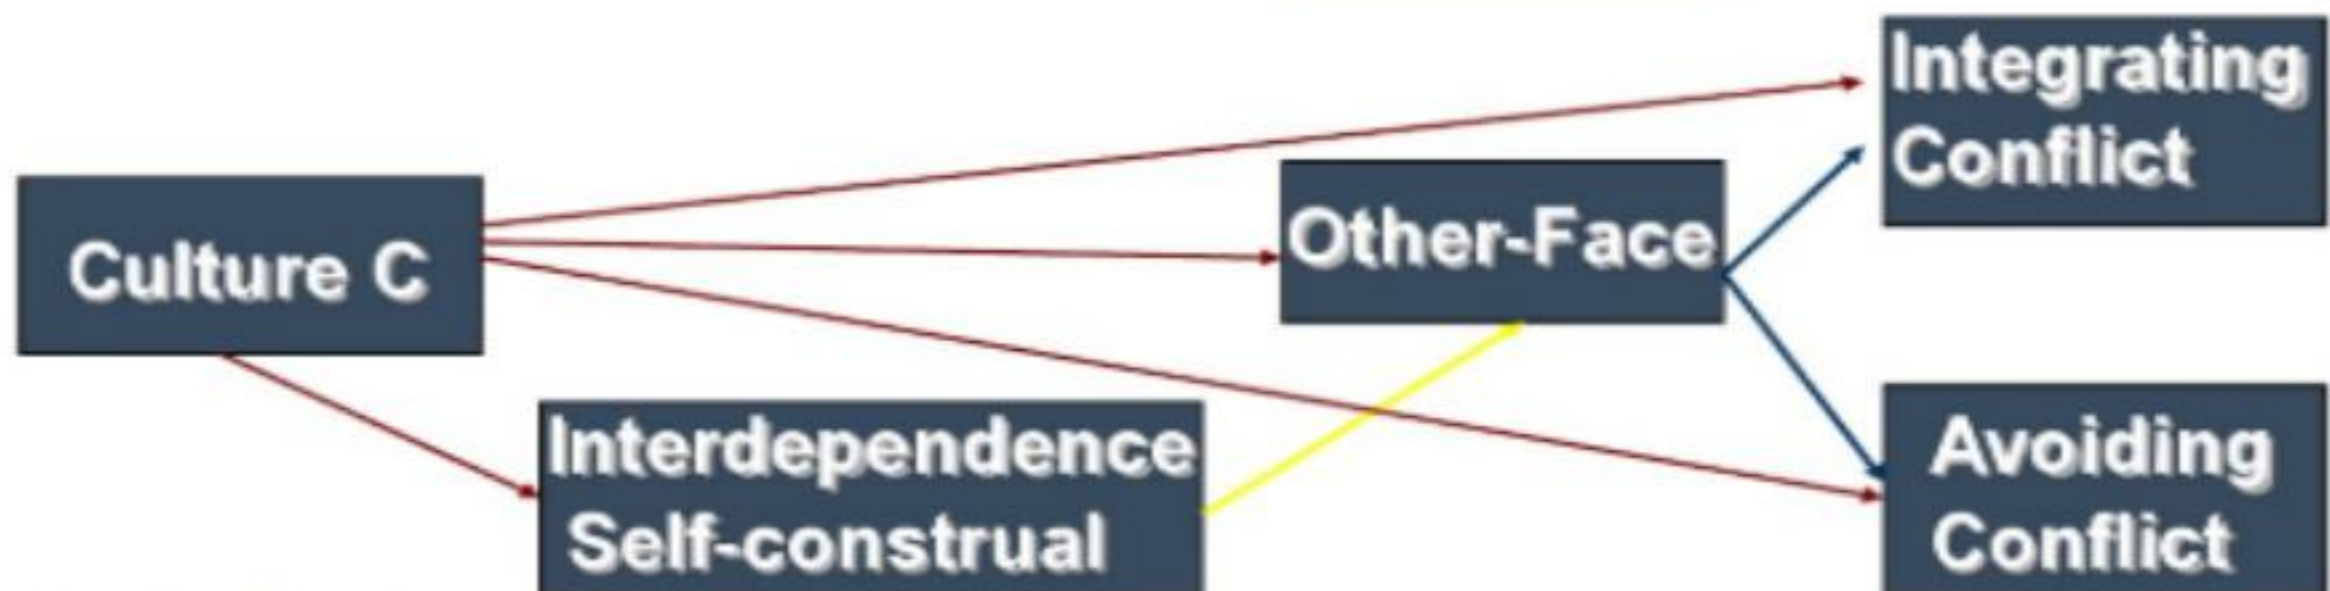 Integrating
Conflict
Other-Face
Culture C
Interdependence
Self-construal
Avoiding
Conflict